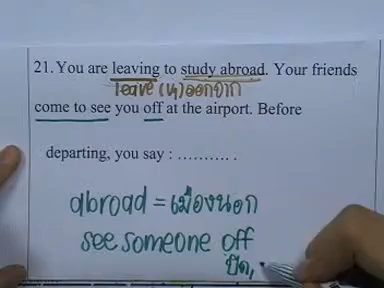 21. You are leaving to study abroad. Your friends
leave (v.) ออกจาก
come to see you off at the airport. Before
departing, you say : ...........
abroad = เมืองนอก
see someone off
ปิด,